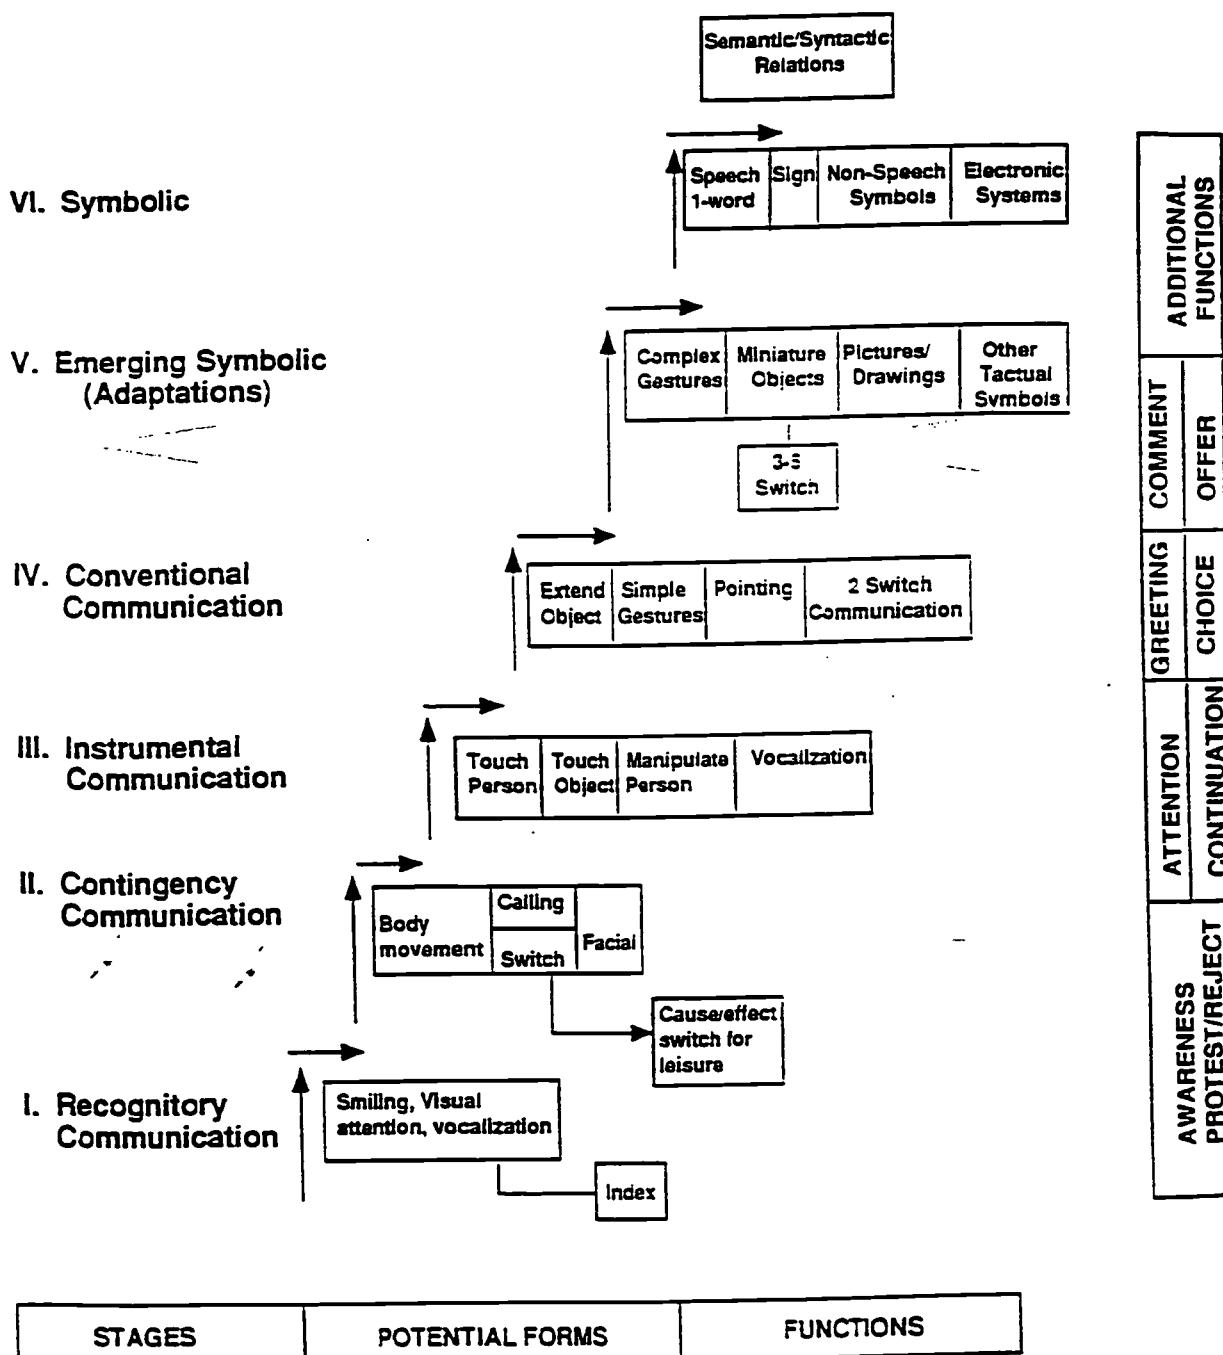 Semantic/Syntactic
Relations
VI. Symbolic
Speech
1-word
Sign
Non-Speech
Symbols
Electronic
Systems
V. Emerging Symbolic
(Adaptations)
Complex
Gestures
Miniature
Objects
Pictures/
Drawings
Other
Tactual
Symbols
Switch
IV. Conventional
Communication
Extend
Object
Simple
Gestures
Pointing
2 Switch
Communication
III. Instrumental
Communication
Touch
Person
Touch
Object
Manipulate
Person
Vocalization
II. Contingency
Communication
Body
movement
Calling
Switch
Facial
Cause/effect
switch for
leisure
I. Recognitory
Communication
Smiling, Visual
attention, vocalization
Index
ADDITIONAL
FUNCTIONS
COMMENT
OFFER
GREETING
CHOICE
ATTENTION
CONTINUATION
AWARENESS
PROTEST/REJECT
STAGES
POTENTIAL FORMS
FUNCTIONS